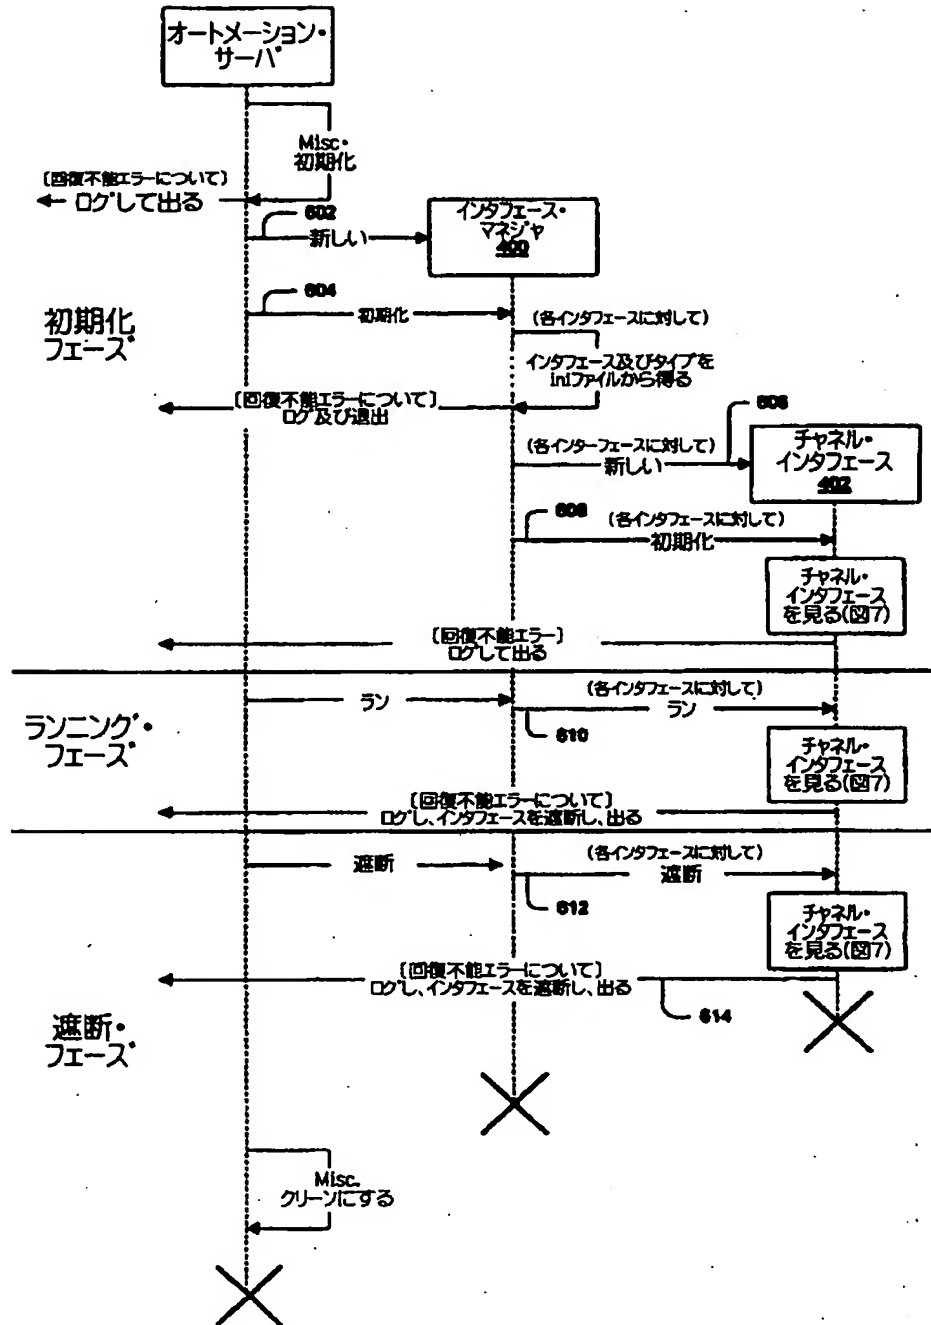 オートメーション・
サーバ
Misc・
初期化
[回復不能エラーについて]
ログして出る
602
新しい
インタフェース・
マネジャ
400
604
初期化
初期化
フェーズ
(各インタフェースに対して)
インタフェース及びタイプを
iniファイルから得る
[回復不能エラーについて]
ログ及び退出
606
(各インターフェースに対して)
新しい
チャネル・
インタフェース
402
608
(各インタフェースに対して)
初期化
チャネル・
インタフェース
を見る(図7)
[回復不能エラー]
ログして出る
ラン
(各インタフェースに対して)
ラン
610
ランニング・
フェーズ
チャネル・
インタフェース
を見る(図7)
[回復不能エラーについて]
ログし、インタフェースを遮断し、出る
遮断
(各インタフェースに対して)
遮断
612
チャネル・
インタフェース
を見る(図7)
[回復不能エラーについて]
ログし、インタフェースを遮断し、出る
614
遮断・
フェーズ
Misc.
クリーンにする